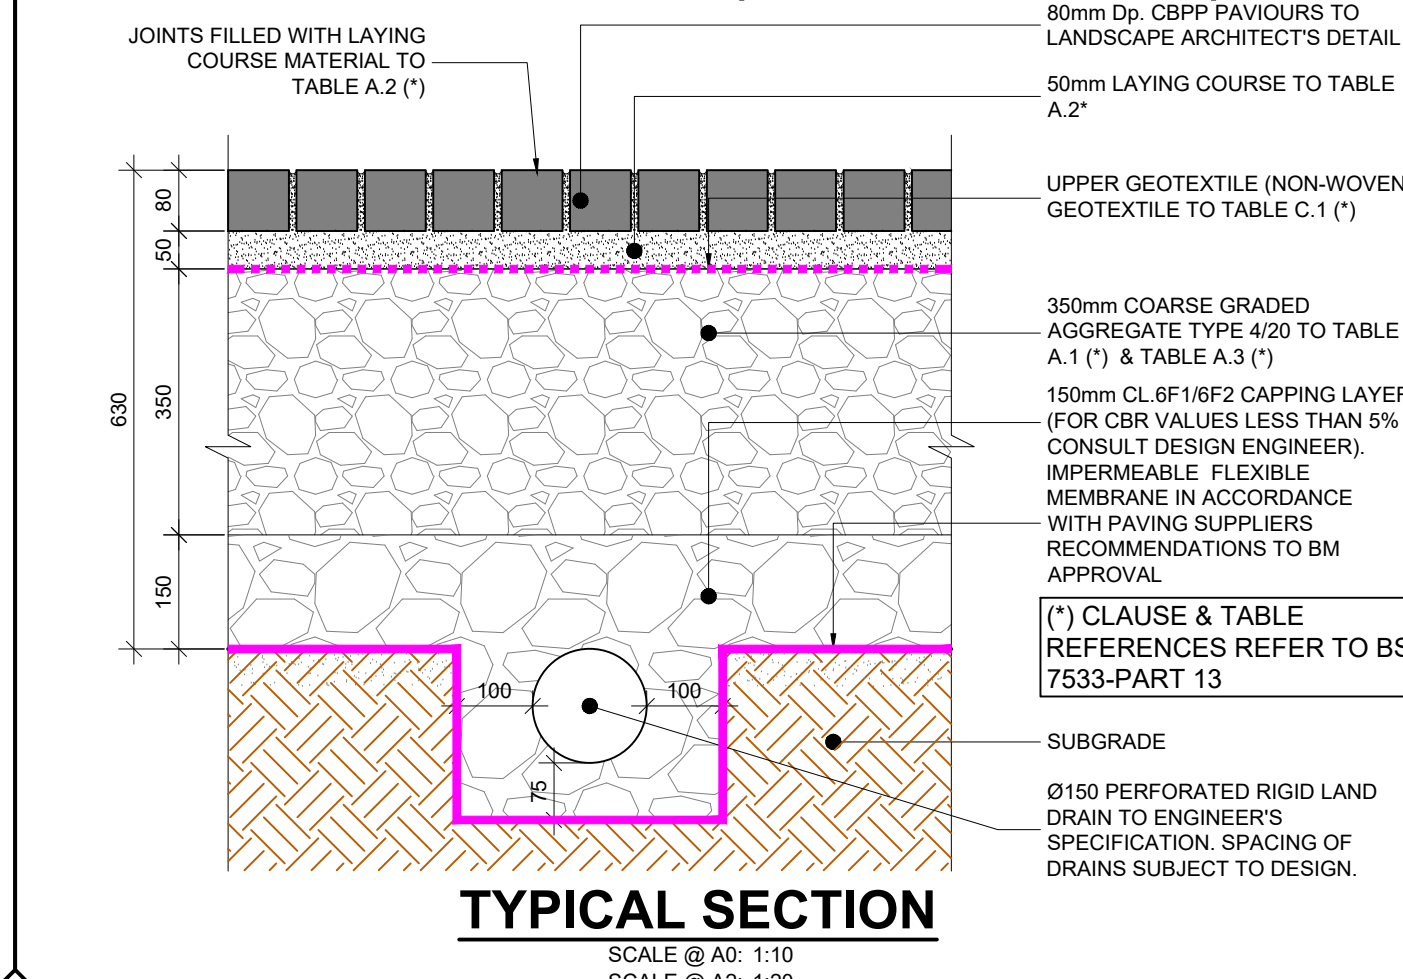 JOINTS FILLED WITH LAYING
COURSE MATERIAL TO
TABLE A.2 (*)
80mm Dp. CBPP PAVIOURS TO
LANDSCAPE ARCHITECT'S DETAIL
50mm LAYING COURSE TO TABLE
A.2*
UPPER GEOTEXTILE (NON-WOVEN
GEOTEXTILE TO TABLE C.1 (*)
350mm COARSE GRADED
AGGREGATE TYPE 4/20 TO TABLE
A.1 (*) & TABLE A.3 (*)
150mm CL.6F1/6F2 CAPPING LAYER
(FOR CBR VALUES LESS THAN 5%
CONSULT DESIGN ENGINEER).
IMPERMEABLE FLEXIBLE
MEMBRANE IN ACCORDANCE
WITH PAVING SUPPLIERS
RECOMMENDATIONS TO BM
APPROVAL
(*) CLAUSE & TABLE
REFERENCES REFER TO BS
7533-PART 13
SUBGRADE
Ø150 PERFORATED RIGID LAND
DRAIN TO ENGINEER'S
SPECIFICATION. SPACING OF
DRAINS SUBJECT TO DESIGN.
630
80
50
350
150
100
100
75
TYPICAL SECTION
SCALE @ A0: 1:10